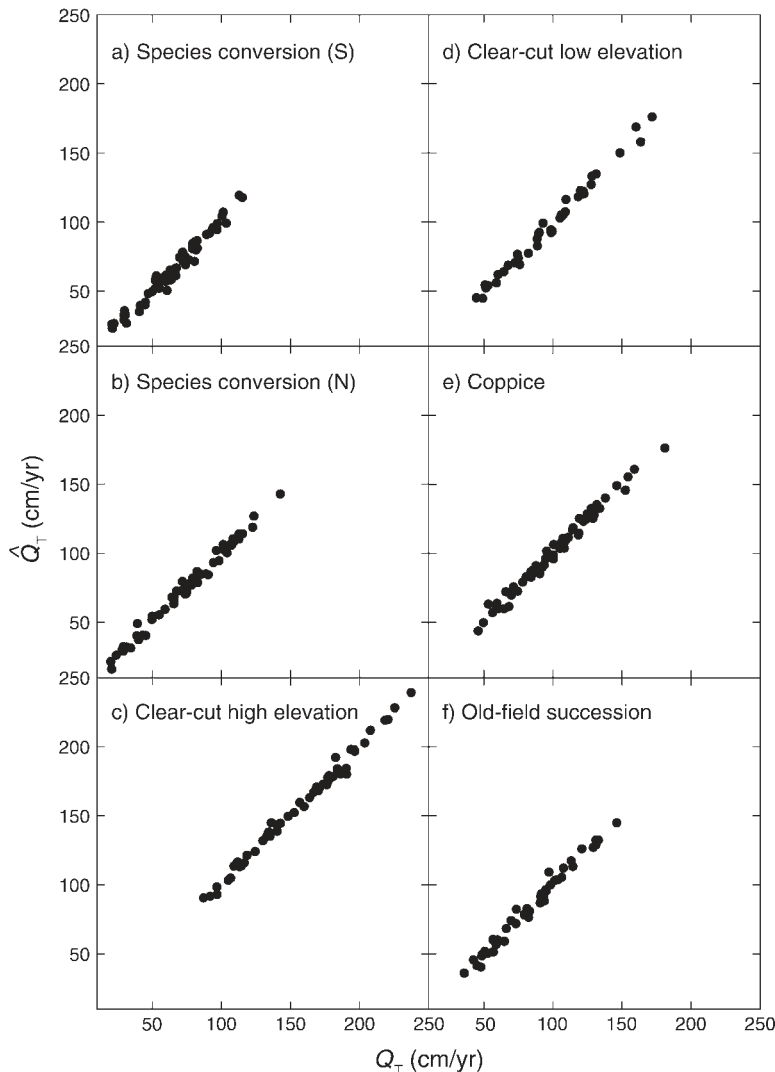 250
200
150
100
50
250
200
150
100
50
250
200
150
100
50
a) Species conversion (S)
b) Species conversion (N)
c) Clear-cut high elevation
d) Clear-cut low elevation
e) Coppice
f) Old-field succession
Q̂_T (cm/yr)
50 100 150 200 250 50 100 150 200 250
Q_T (cm/yr)